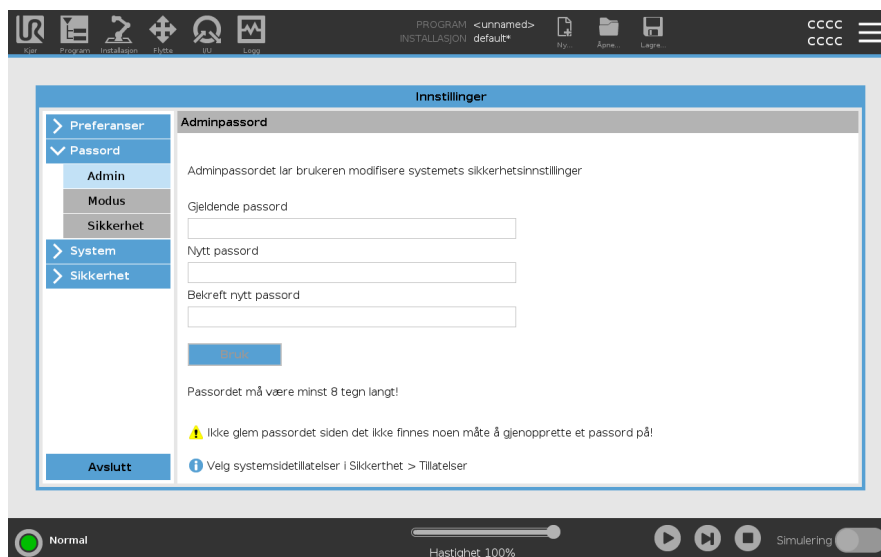 PROGRAM <unnamed>
INSTALLASJON default*
CCCC
CCCC
Kjør Program Installasjon Flytte I/U Logg Ny... Åpne... Lagre...
Innstillinger
Preferanser
Passord
Admin
Modus
Sikkerhet
System
Sikkerhet
Avslutt
Adminpassord
Adminpassordet lar brukeren modifisere systemets sikkerhetsinnstillinger
Gjeldende passord
Nytt passord
Bekreft nytt passord
Bruk
Passordet må være minst 8 tegn langt!
Ikke glem passordet siden det ikke finnes noen måte å gjenopprette et passord på!
Velg systemsidetillatelser i Sikkerthet > Tillatelser
Normal
Hastighet 100%
Simulering